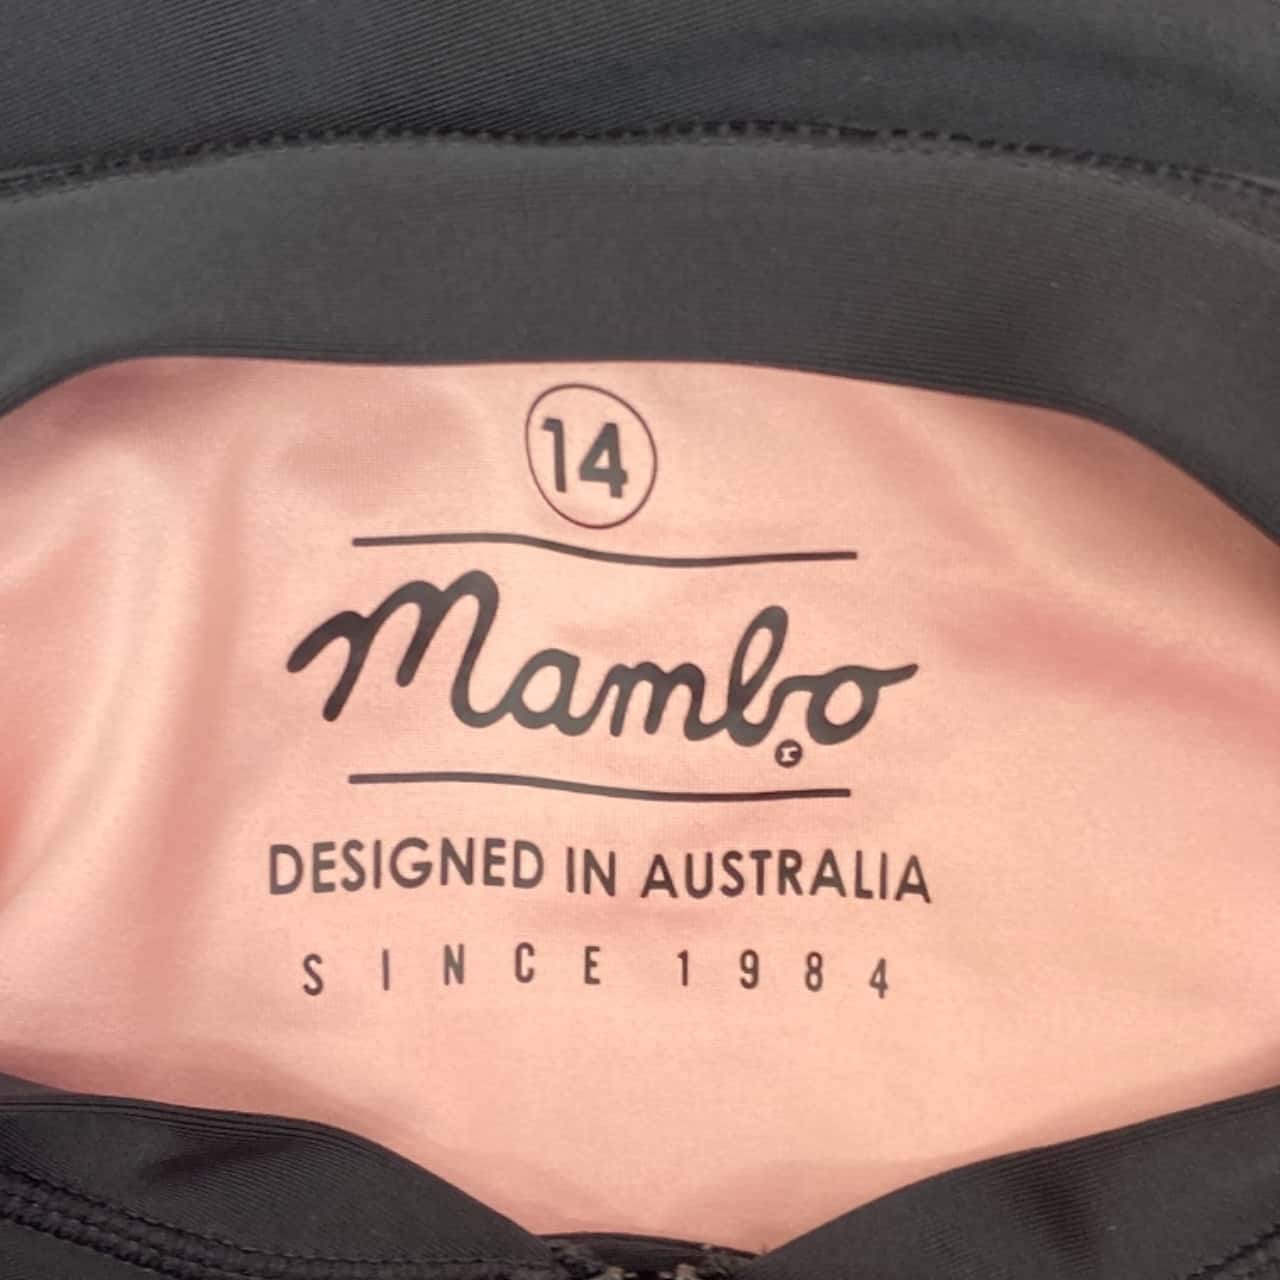 14
Mambo
r
DESIGNED IN AUSTRALIA
SINCE 1984